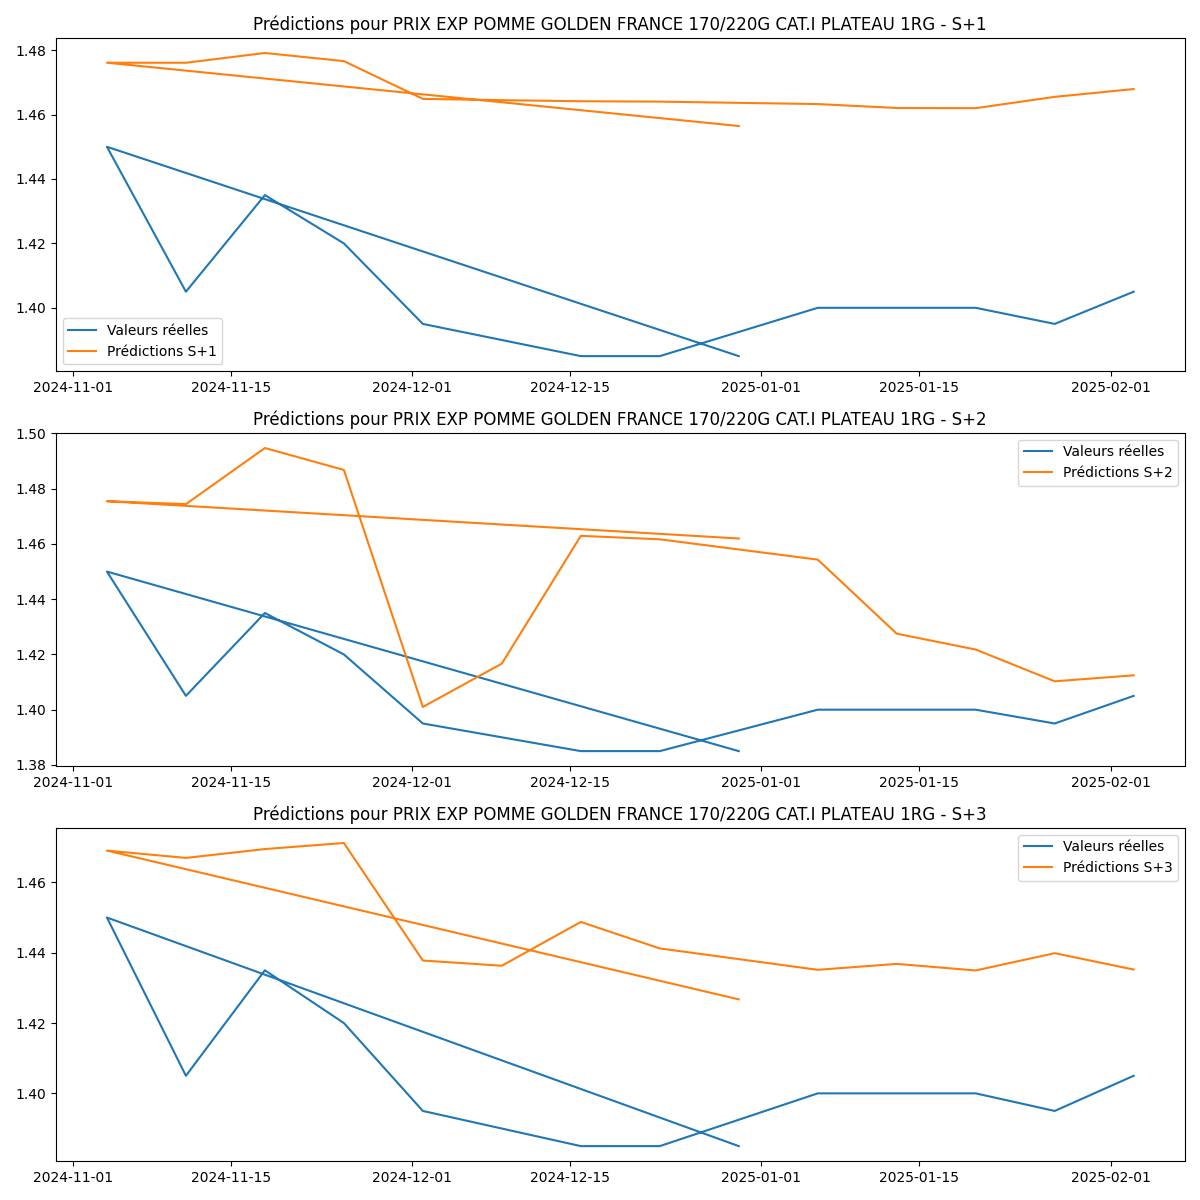 Prédictions pour PRIX EXP POMME GOLDEN FRANCE 170/220G CAT.I PLATEAU 1RG - S+1
1.48
1.46
1.44
1.42
1.40
Valeurs réelles
Prédictions S+1
2024-11-01 2024-11-15 2024-12-01 2024-12-15 2025-01-01 2025-01-15 2025-02-01
Prédictions pour PRIX EXP POMME GOLDEN FRANCE 170/220G CAT.I PLATEAU 1RG - S+2
1.50
1.48
1.46
1.44
1.42
1.40
1.38
Valeurs réelles
Prédictions S+2
2024-11-01 2024-11-15 2024-12-01 2024-12-15 2025-01-01 2025-01-15 2025-02-01
Prédictions pour PRIX EXP POMME GOLDEN FRANCE 170/220G CAT.I PLATEAU 1RG - S+3
1.46
1.44
1.42
1.40
Valeurs réelles
Prédictions S+3
2024-11-01 2024-11-15 2024-12-01 2024-12-15 2025-01-01 2025-01-15 2025-02-01